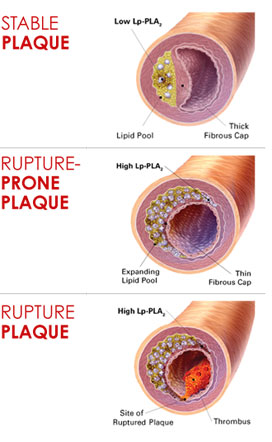 STABLE
PLAQUE
Low Lp-PLA2
Lipid Pool
Thick
Fibrous Cap
RUPTURE-
PRONE
PLAQUE
High Lp-PLA2
Expanding
Lipid Pool
Thin
Fibrous Cap
RUPTURE
PLAQUE
High Lp-PLA2
Site of
Ruptured Plaque
Thrombus